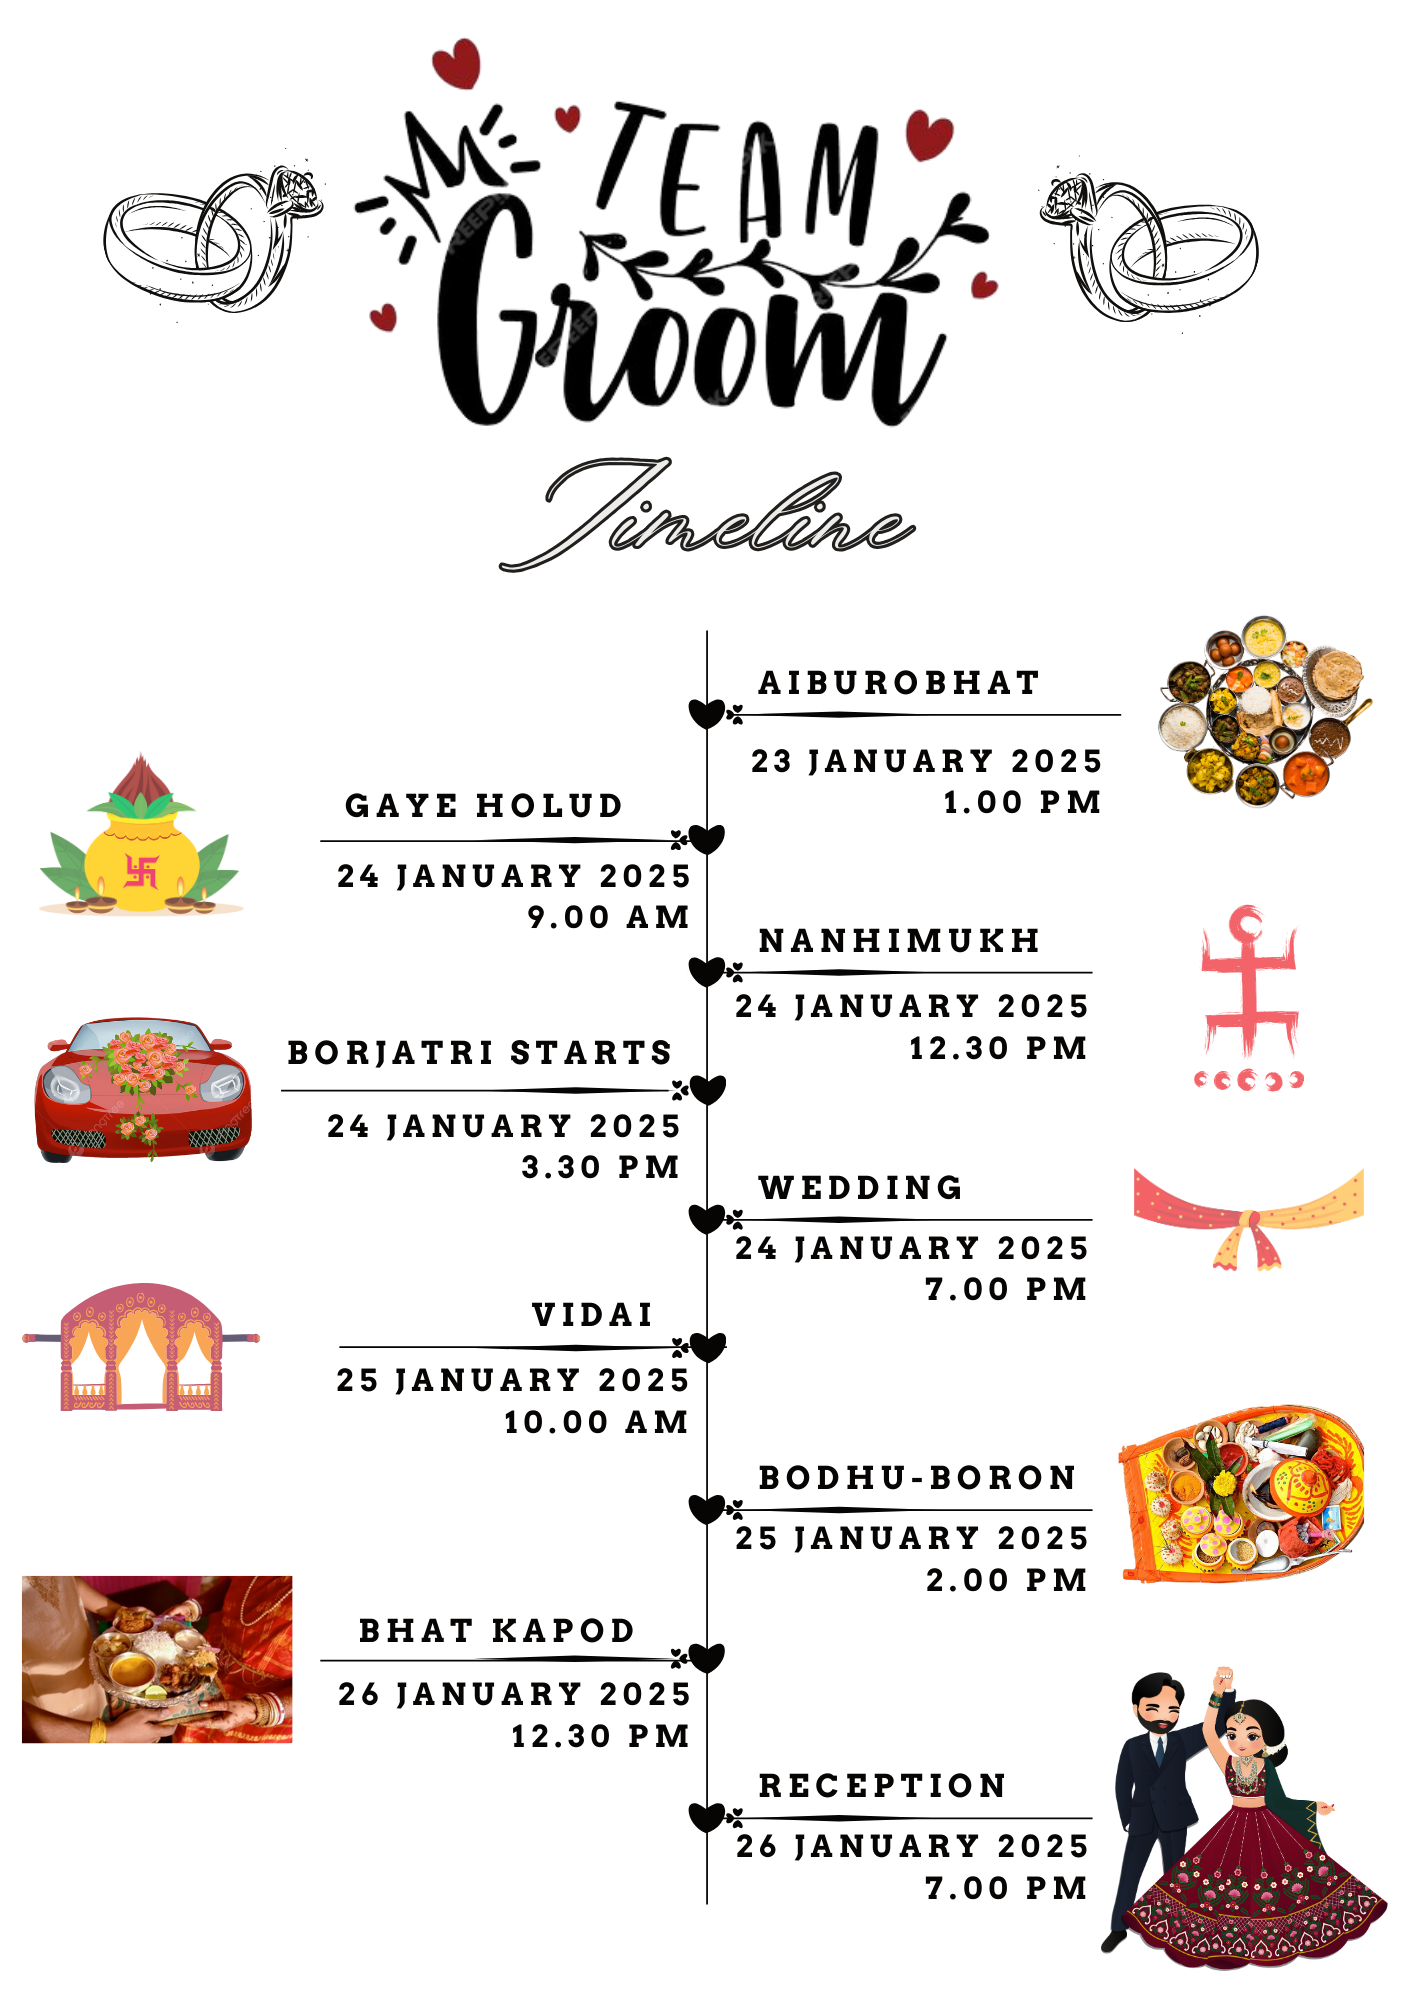 TEAM
Groom
Timeline
AIBUROBHAT
23 JANUARY 2025
1.00 PM
GAYE HOLUD
24 JANUARY 2025
9.00 AM
NANHIMUKH
24 JANUARY 2025
12.30 PM
BORJATRI STARTS
24 JANUARY 2025
3.30 PM
WEDDING
24 JANUARY 2025
7.00 PM
VIDAI
25 JANUARY 2025
10.00 AM
BODHU-BORON
25 JANUARY 2025
2.00 PM
BHAT KAPOD
26 JANUARY 2025
12.30 PM
RECEPTION
26 JANUARY 2025
7.00 PM